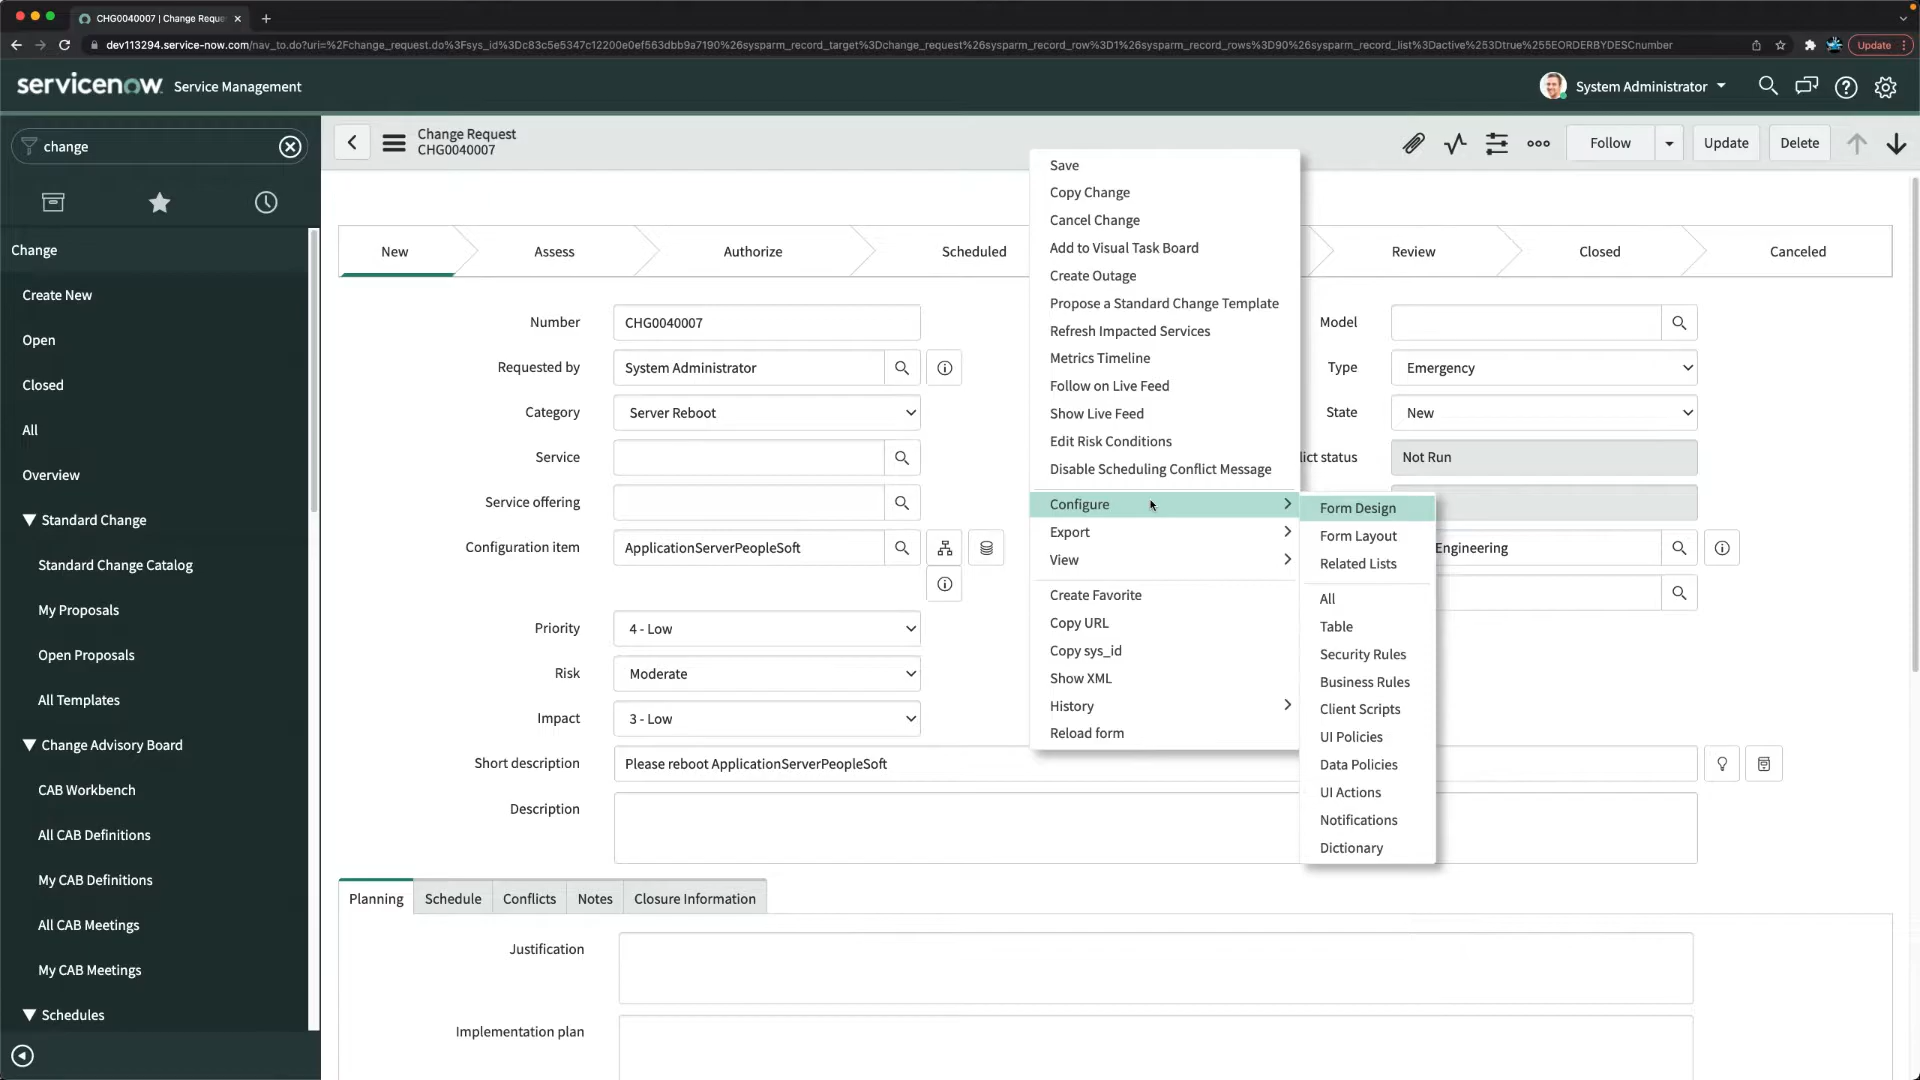 CHG0040007 | Change Reque
dev113294.service-now.com/nav_to.do?uri=%2Fchange_request.do%3Fsys_id%3Dc83c5e5347c12200e0ef563dbb9a7190%26sysparm_record_target%3Dchange_request%26sysparm_record_row%3D1%26sysparm_record_rows%3D90%26sysparm_record_list%3Dactive%253Dtrue%255EORDERBYDESCnumber
Update
servicenow Service Management
System Administrator
change
Change Request
CHG0040007
Follow
Update
Delete
Change
Create New
Open
Closed
All
Overview
Standard Change
Standard Change Catalog
My Proposals
Open Proposals
All Templates
Change Advisory Board
CAB Workbench
All CAB Definitions
My CAB Definitions
All CAB Meetings
My CAB Meetings
Schedules
New
Assess
Authorize
Scheduled
Review
Closed
Canceled
Number
CHG0040007
Requested by
System Administrator
Category
Server Reboot
Service
Service offering
Configuration item
ApplicationServerPeopleSoft
Priority
4 - Low
Risk
Moderate
Impact
3 - Low
Short description
Please reboot ApplicationServerPeopleSoft
Description
Model
Type
Emergency
State
New
lict status
Not Run
Engineering
Save
Copy Change
Cancel Change
Add to Visual Task Board
Create Outage
Propose a Standard Change Template
Refresh Impacted Services
Metrics Timeline
Follow on Live Feed
Show Live Feed
Edit Risk Conditions
Disable Scheduling Conflict Message
Configure
Export
View
Create Favorite
Copy URL
Copy sys_id
Show XML
History
Reload form
Form Design
Form Layout
Related Lists
All
Table
Security Rules
Business Rules
Client Scripts
UI Policies
Data Policies
UI Actions
Notifications
Dictionary
Planning
Schedule
Conflicts
Notes
Closure Information
Justification
Implementation plan